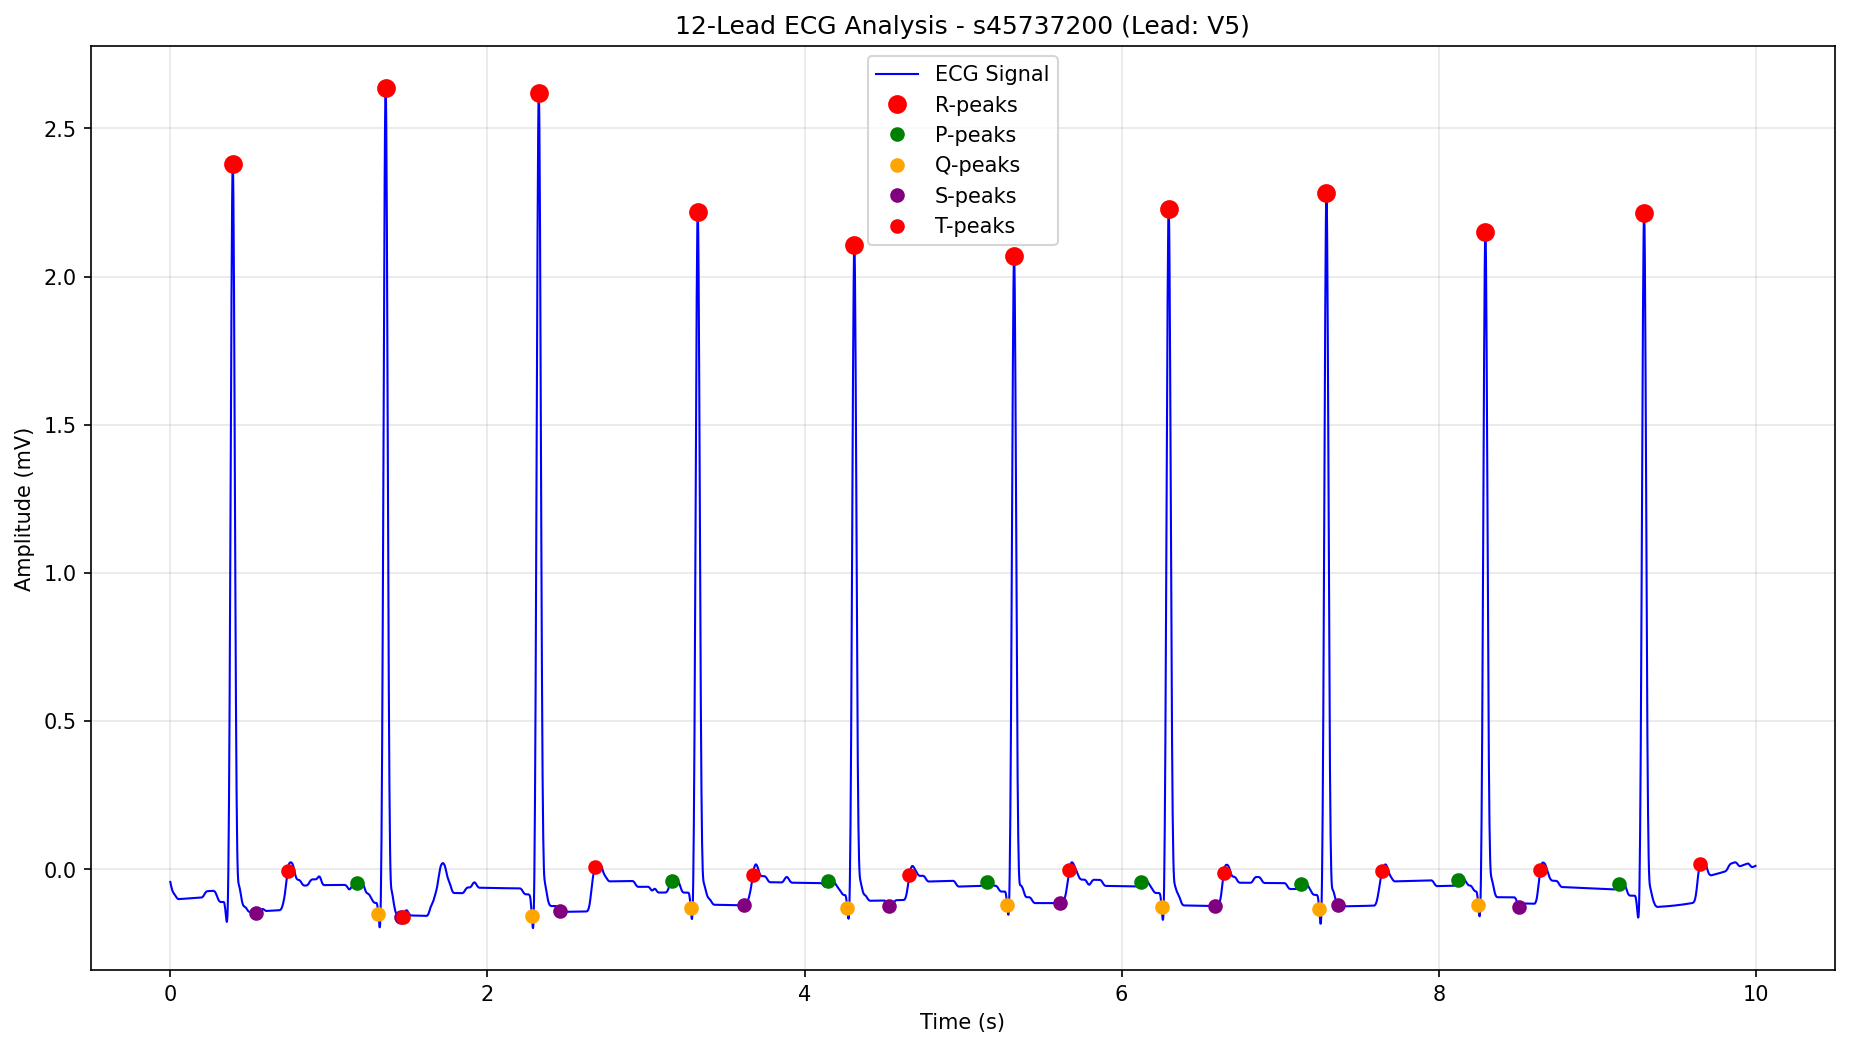 12-Lead ECG Analysis - s45737200 (Lead: V5)
ECG Signal
R-peaks
P-peaks
Q-peaks
S-peaks
T-peaks
Amplitude (mV)
2.5
2.0
1.5
1.0
0.5
0.0
0 2 4 6 8 10
Time (s)